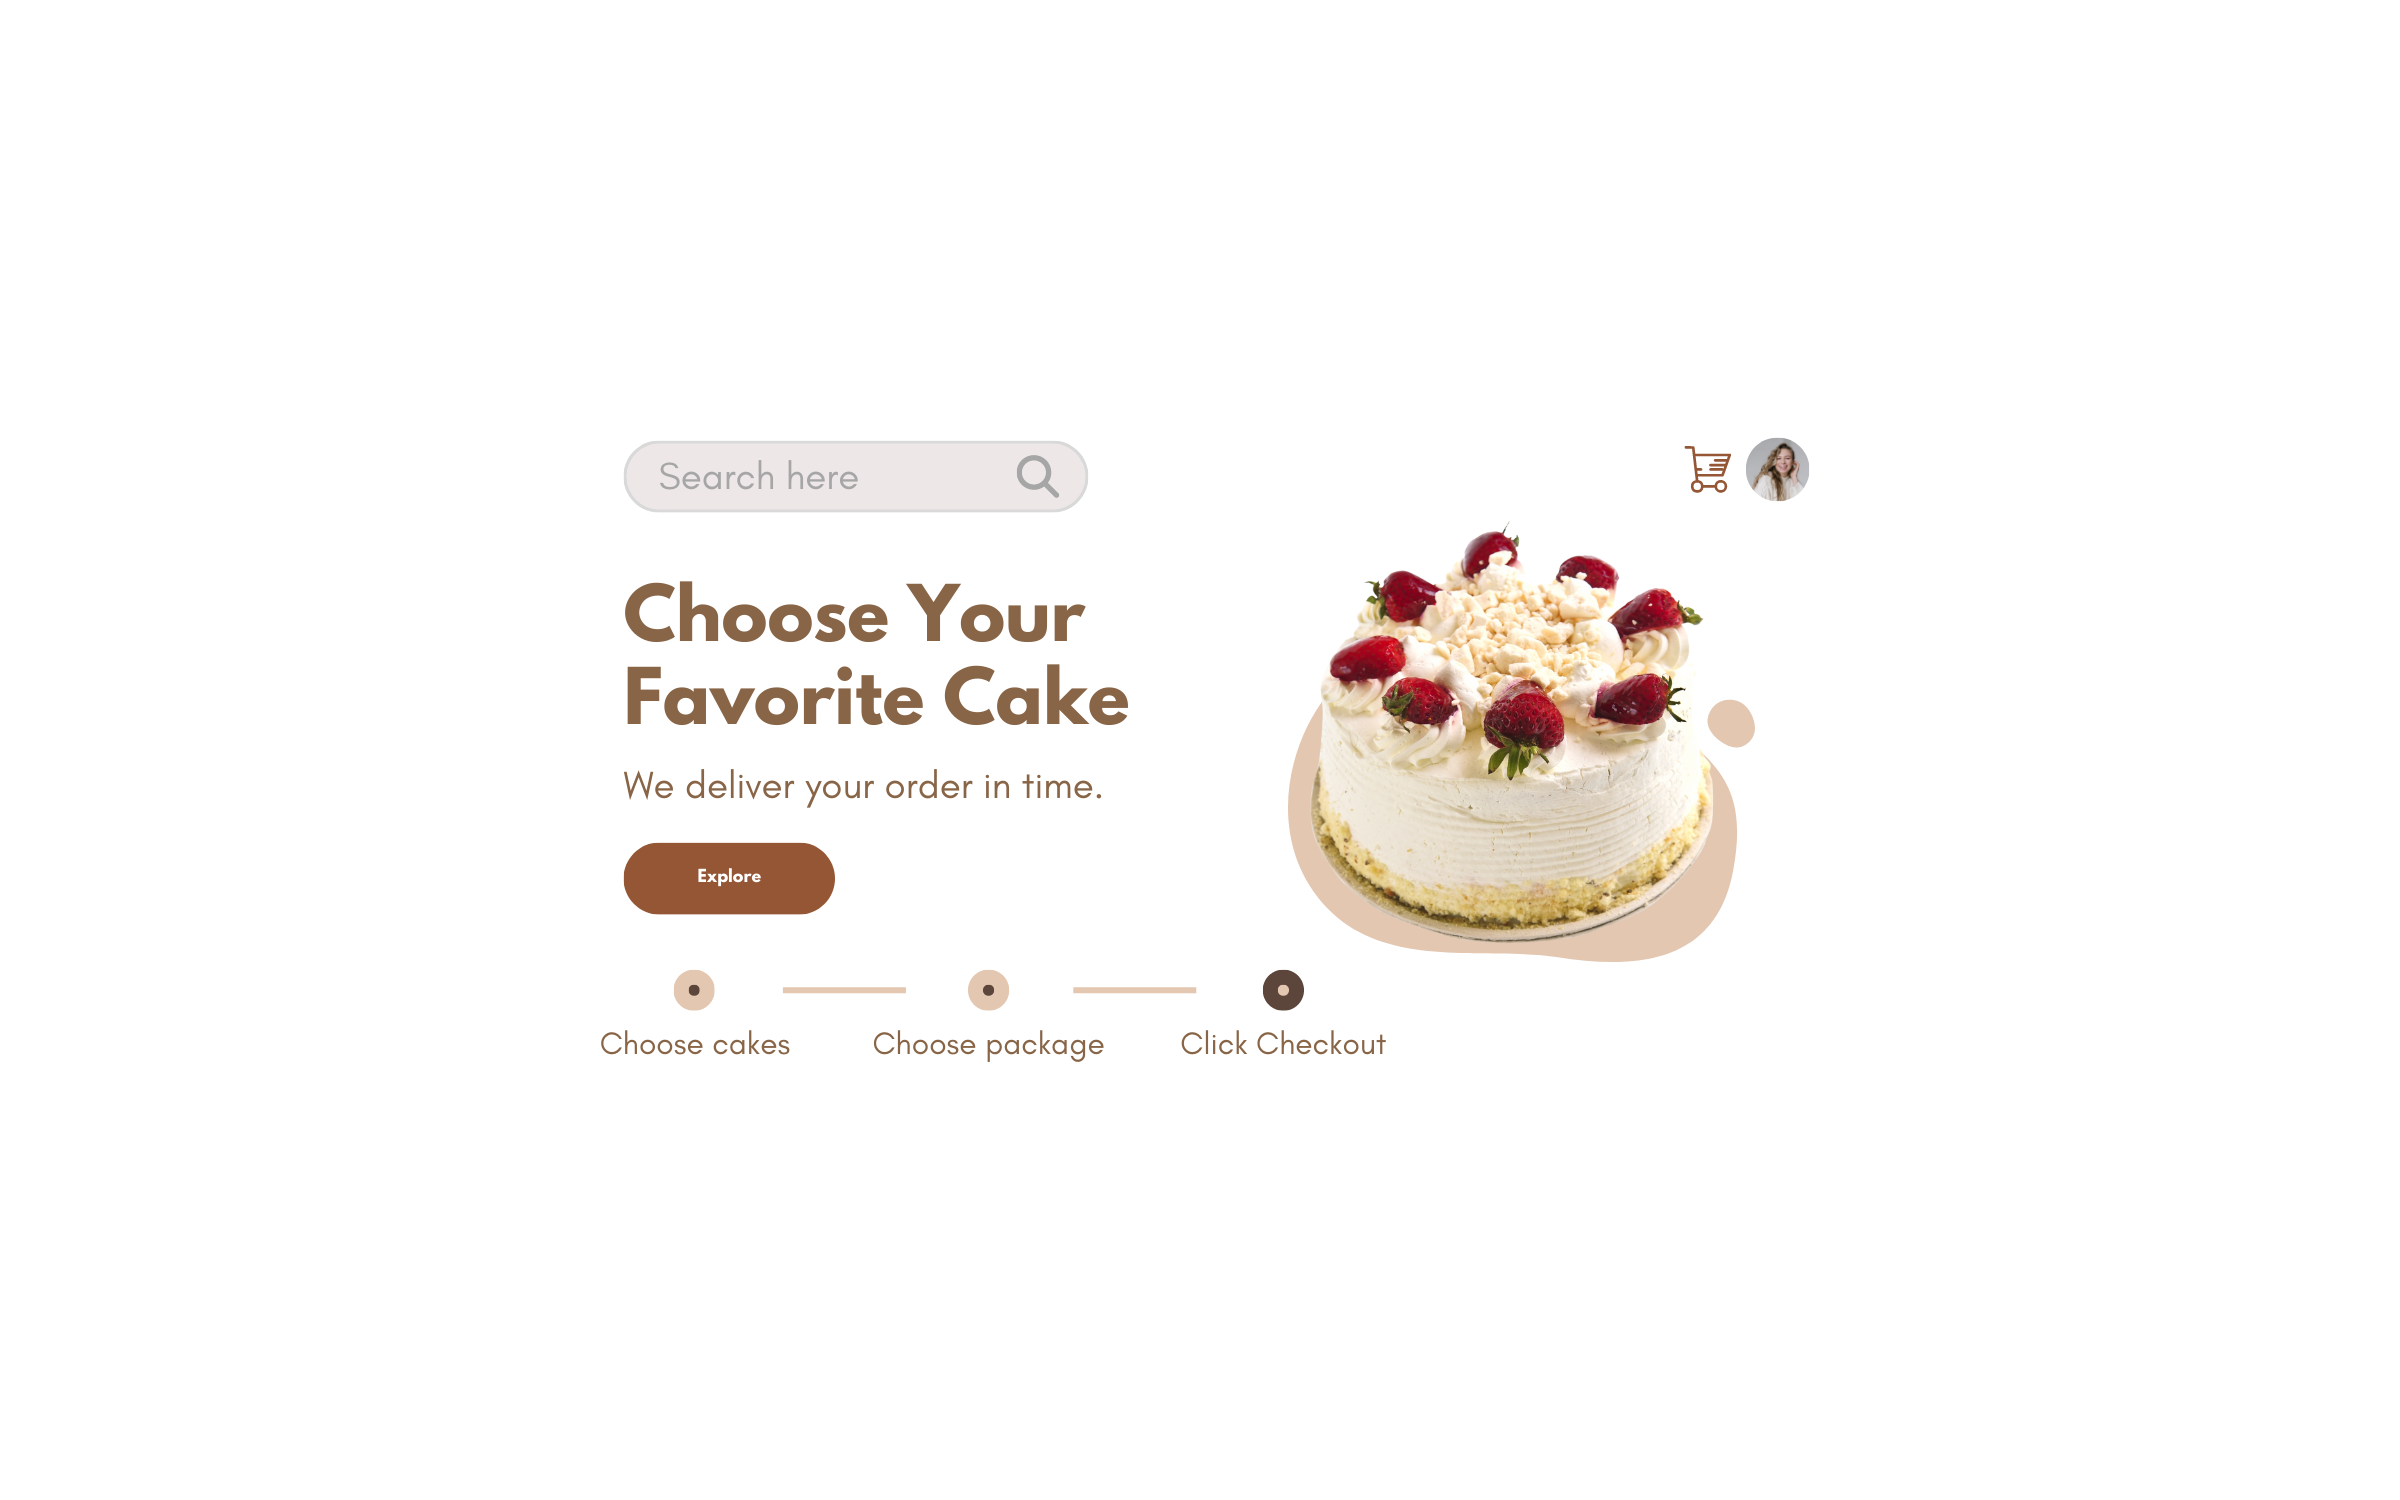 Search here
Choose Your
Favorite Cake
We deliver your order in time.
Explore
Choose cakes
Choose package
Click Checkout